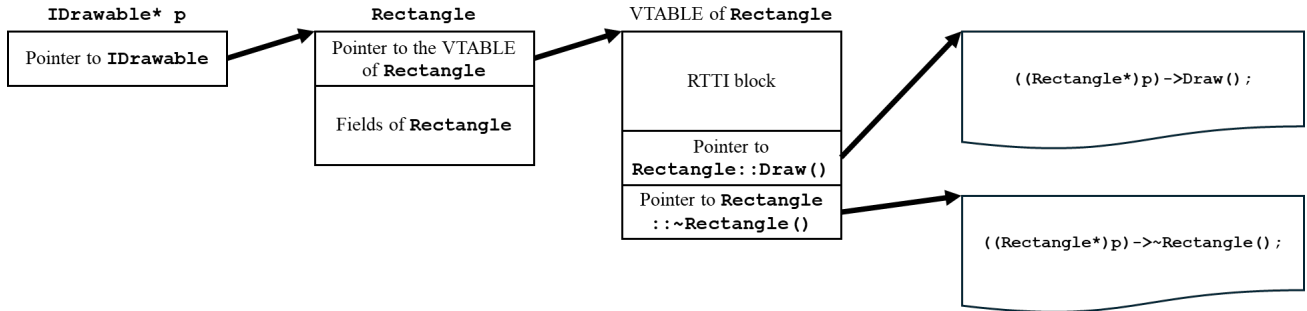 IDrawable* p
Pointer to IDrawable
Rectangle
Pointer to the VTABLE
of Rectangle
Fields of Rectangle
VTABLE of Rectangle
RTTI block
Pointer to
Rectangle::Draw()
Pointer to Rectangle
::~Rectangle()
((Rectangle*)p)->Draw();
((Rectangle*)p)->~Rectangle();